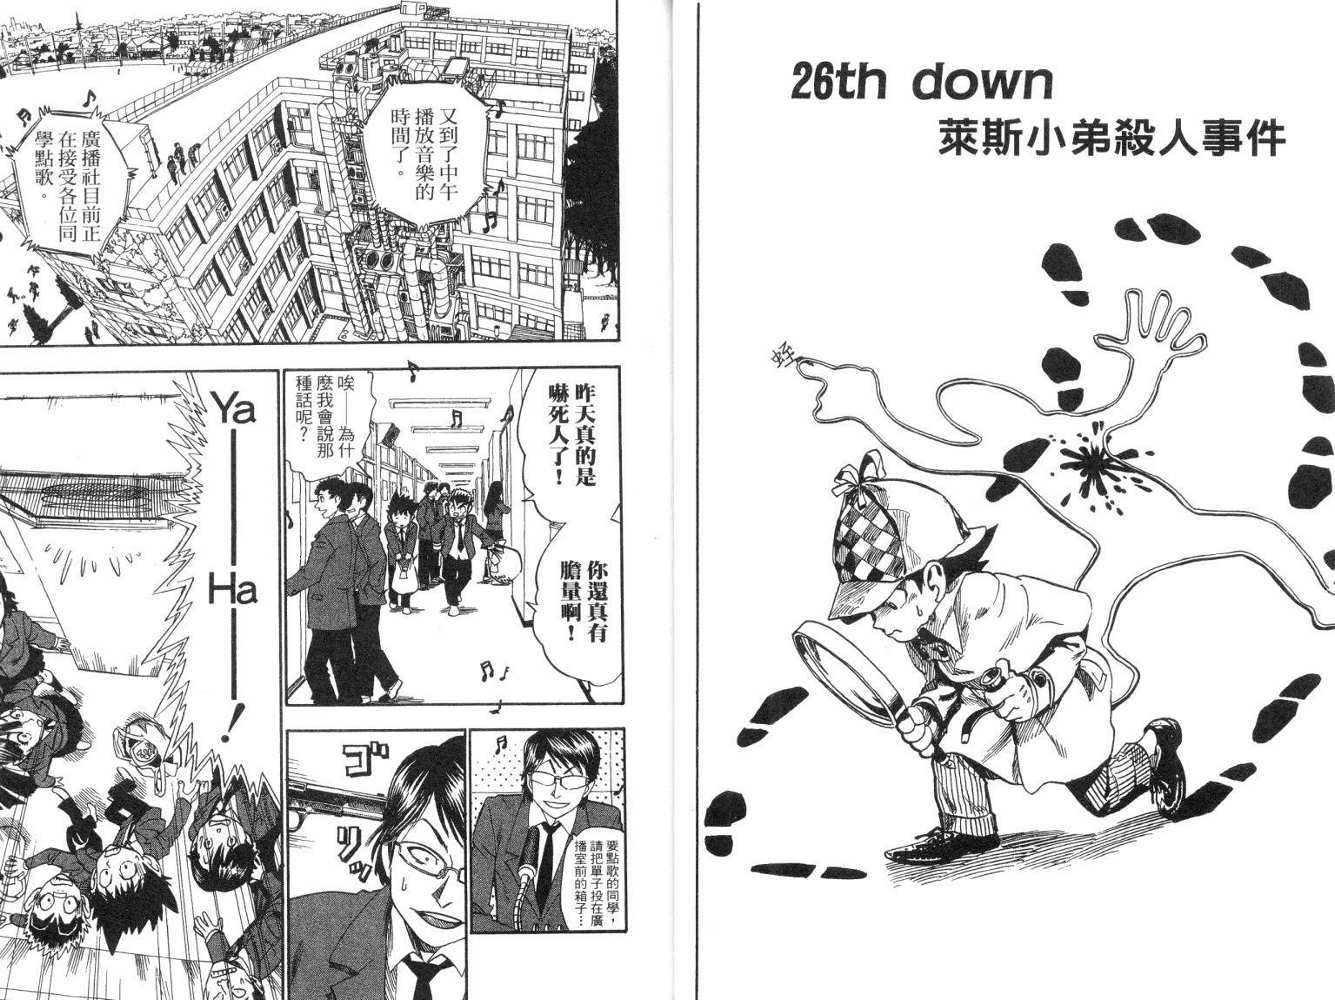 26th down
萊斯小弟殺人事件
蛭
又到了中午
播放音樂的
時間了。
廣播社目前正
在接受各位同
學點歌。
昨天真的是
嚇死人了！
你還真有
膽量啊！
唉——為什
麼我會說那
種話呢？
要點歌的同學，
請把單子投在廣
播室前的箱子…
ゴ
リッ
Ya
Ha
！